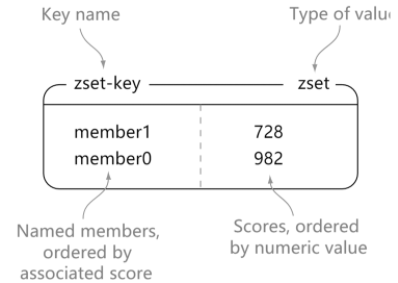 Key name
Type of valu
zset-key
zset
member1 728
member0 982
Named members,
ordered by
associated score
Scores, ordered
by numeric value